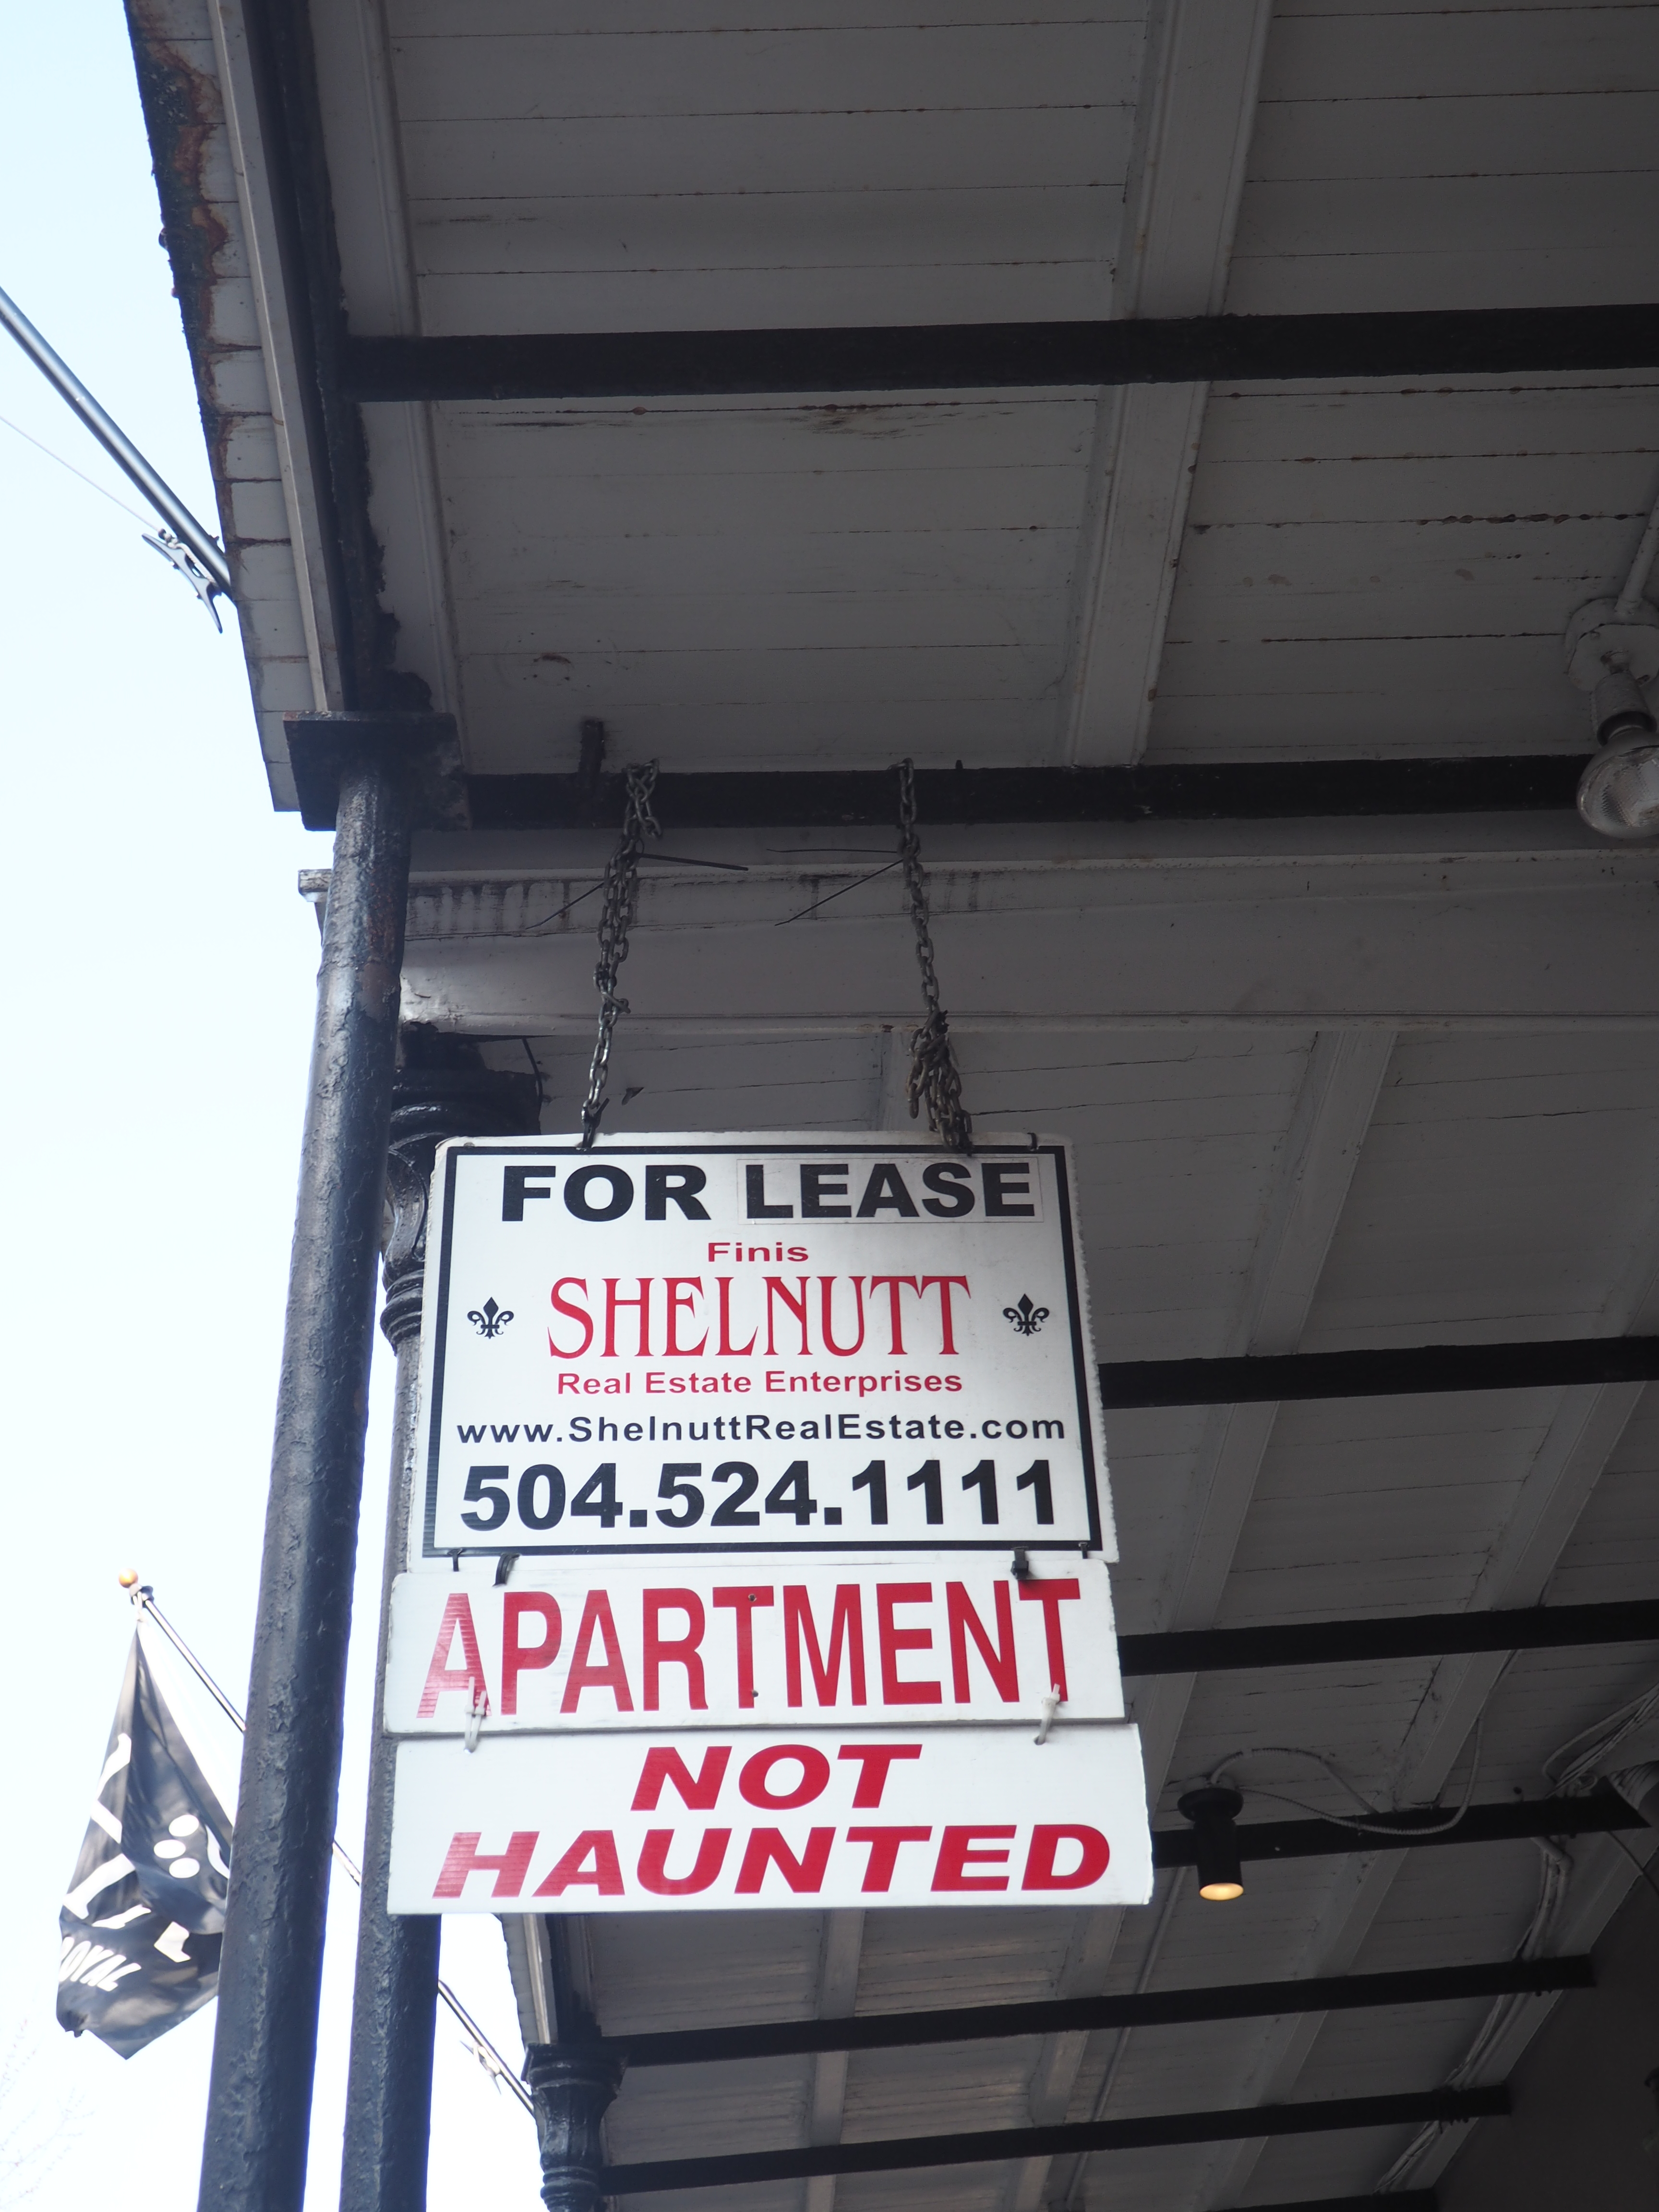 FOR LEASE
Finis
SHELNUTT
Real Estate Enterprises
www.ShelnuttRealEstate.com
504.524.1111
APARTMENT
NOT
HAUNTED